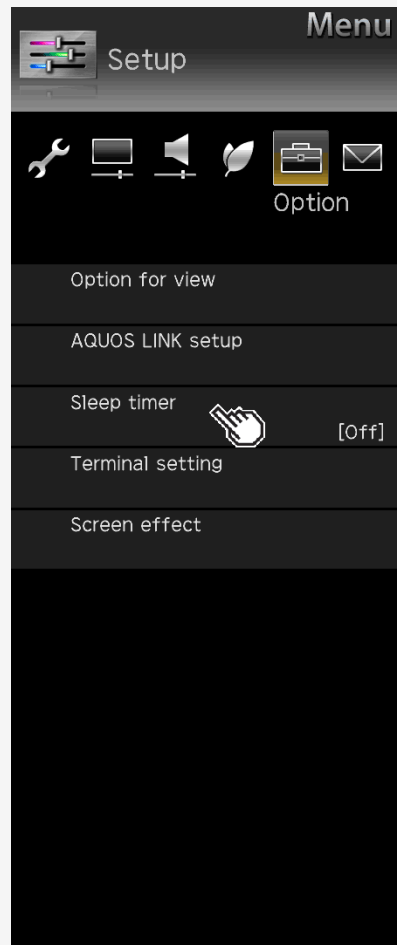 Menu
Setup
Option
Option for view
AQUOS LINK setup
Sleep timer
[Off]
Terminal setting
Screen effect